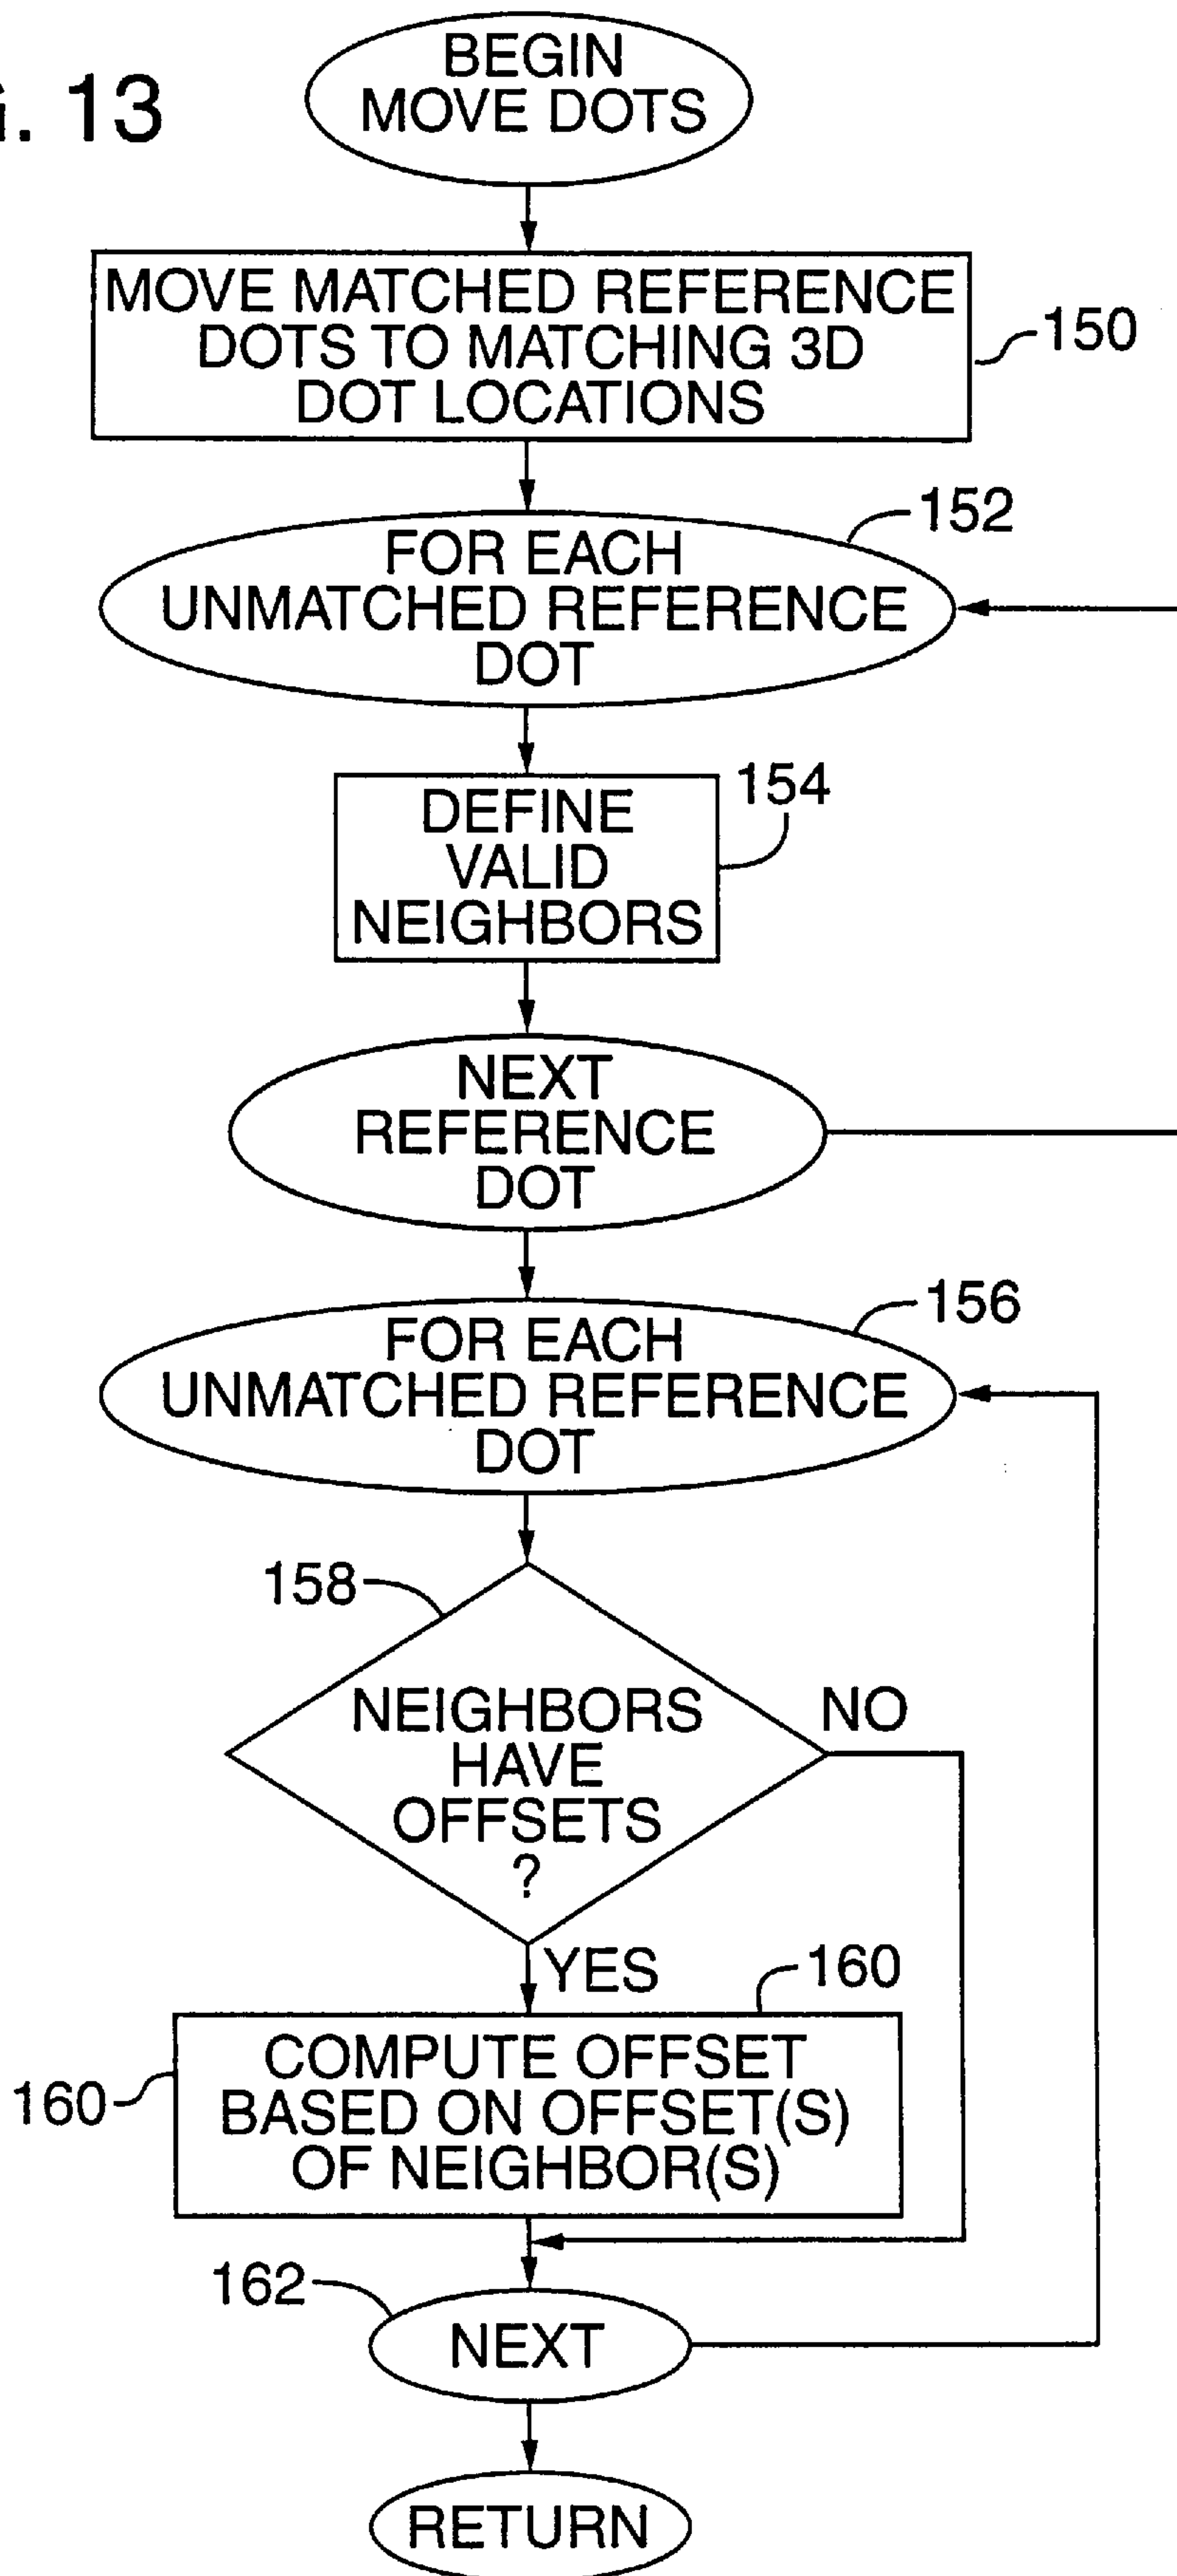 . 13
BEGIN
MOVE DOTS
MOVE MATCHED REFERENCE
DOTS TO MATCHING 3D
DOT LOCATIONS
150
152
FOR EACH
UNMATCHED REFERENCE
DOT
154
DEFINE
VALID
NEIGHBORS
NEXT
REFERENCE
DOT
156
FOR EACH
UNMATCHED REFERENCE
DOT
158
NEIGHBORS
HAVE
OFFSETS
?
NO
YES
160
160
COMPUTE OFFSET
BASED ON OFFSET(S)
OF NEIGHBOR(S)
162
NEXT
RETURN